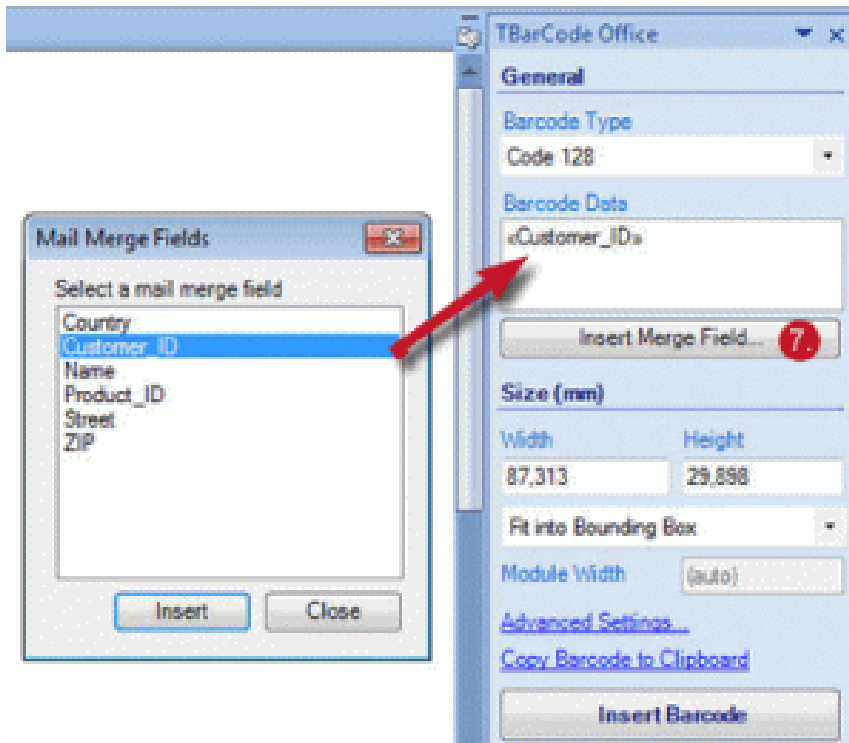 Mail Merge Fields
Select a mail merge field
Country
Customer_ID
Name
Product_ID
Street
ZIP
Insert
Close
TBarCode Office
General
Barcode Type
Code 128
Barcode Data
«Customer_ID»
Insert Merge Field... 7.
Size (mm)
Width Height
87,313 29,898
Fit into Bounding Box
Module Width (auto)
Advanced Settings...
Copy Barcode to Clipboard
Insert Barcode